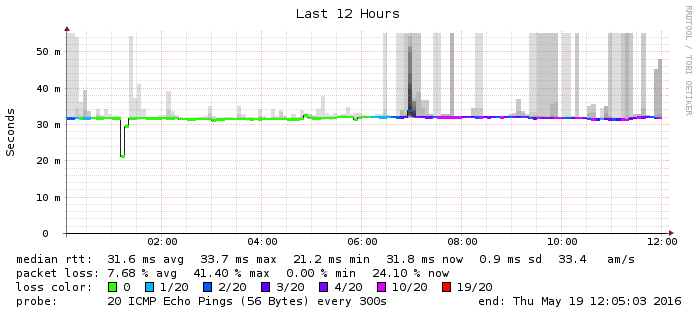 Last 12 Hours
RRDTOOL / TOBI OETIKER
Seconds
50 m
40 m
30 m
20 m
10 m
0
02:00 04:00 06:00 08:00 10:00 12:00
median rtt: 31.6 ms avg 33.7 ms max 21.2 ms min 31.8 ms now 0.9 ms sd 33.4 am/s
packet loss: 7.68 % avg 41.40 % max 0.00 % min 24.10 % now
loss color: 0 1/20 2/20 3/20 4/20 10/20 19/20
probe: 20 ICMP Echo Pings (56 Bytes) every 300s end: Thu May 19 12:05:03 2016